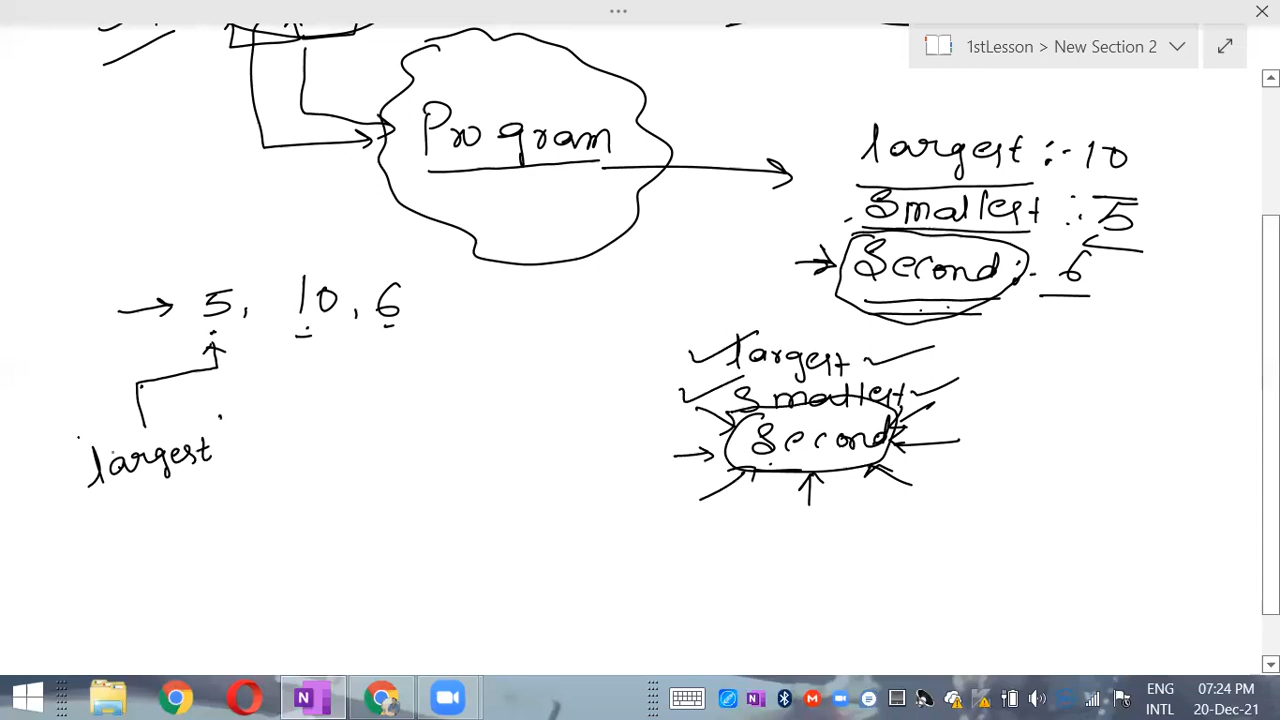 1stLesson > New Section 2
Program
largest :- 10
Smallest : 5
Second :- 6
5, 10, 6
largest
Smallest
Second
largest
ENG
INTL
07:24 PM
20-Dec-21